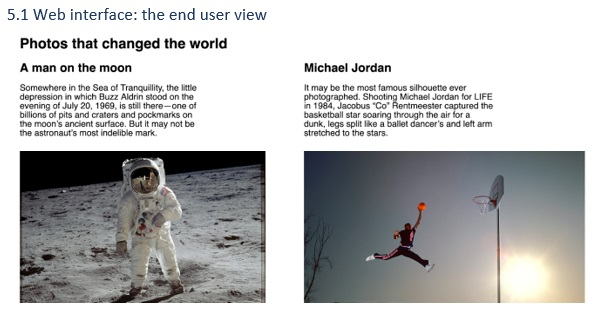 5.1 Web interface: the end user view
Photos that changed the world
A man on the moon
Somewhere in the Sea of Tranquillity, the little
depression in which Buzz Aldrin stood on the
evening of July 20, 1969, is still there—one of
billions of pits and craters and pockmarks on
the moon's ancient surface. But it may not be
the astronaut's most indelible mark.
Michael Jordan
It may be the most famous silhouette ever
photographed. Shooting Michael Jordan for LIFE
in 1984, Jacobus "Co" Rentmeester captured the
basketball star soaring through the air for a
dunk, legs split like a ballet dancer's and left arm
stretched to the stars.